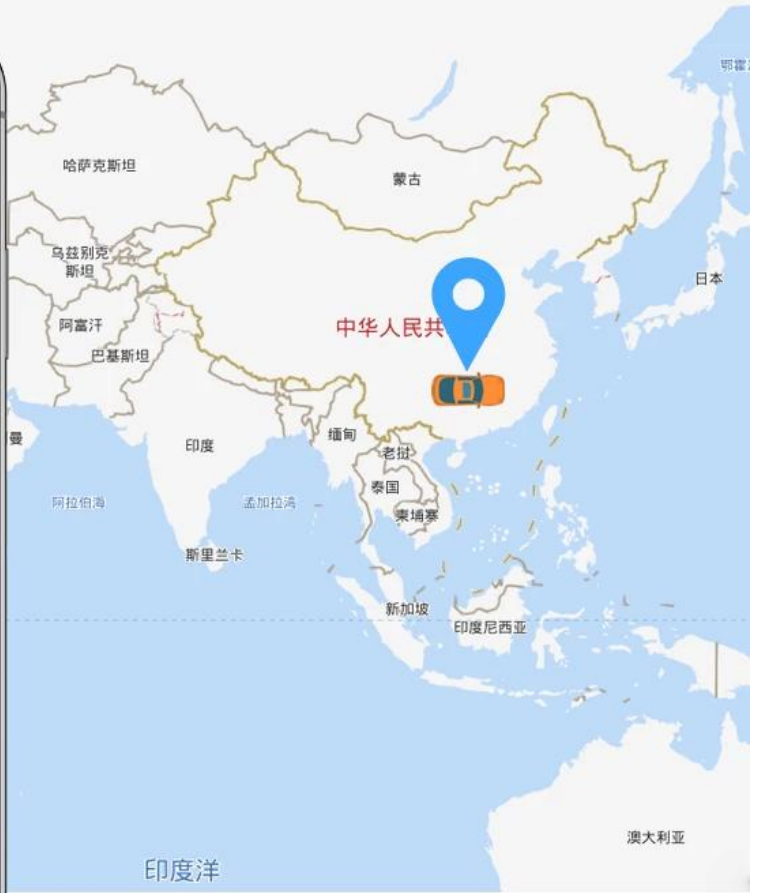 鄂霍
哈萨克斯坦
蒙古
乌兹别克
斯坦
日本
阿富汗
中华人民共
巴基斯坦
曼
印度
缅甸
老挝
泰国
阿拉伯海
孟加拉湾
柬埔寨
斯里兰卡
新加坡
印度尼西亚
澳大利亚
印度洋